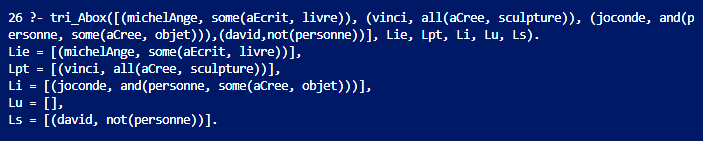 26 ?- tri_Abox([(michelAnge, some(aEcrit, livre)), (vinci, all(aCree, sculpture)), (joconde, and(p
ersonne, some(aCree, objet))),(david,not(personne))], Lie, Lpt, Li, Lu, Ls).
Lie = [(michelAnge, some(aEcrit, livre))],
Lpt = [(vinci, all(aCree, sculpture))],
Li = [(joconde, and(personne, some(aCree, objet)))],
Lu = [],
Ls = [(david, not(personne))].